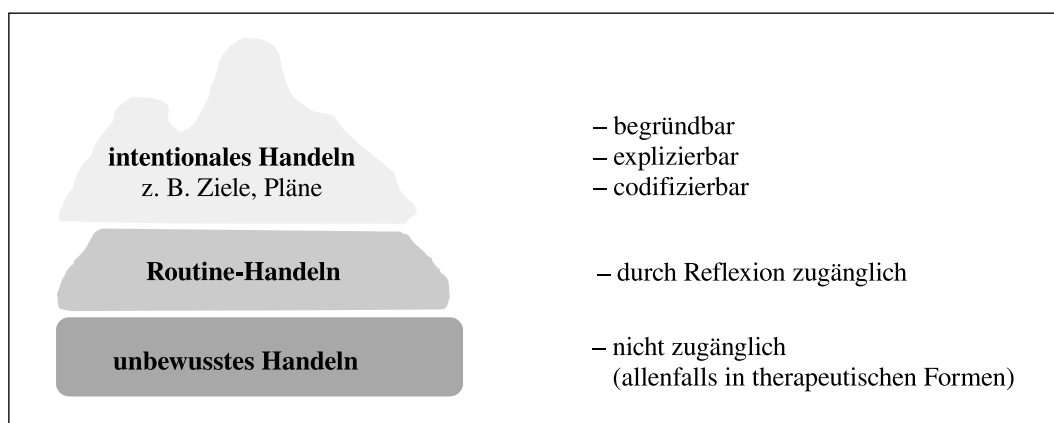 intentionales Handeln
z. B. Ziele, Pläne
– begründbar
– explizierbar
– codifizierbar
Routine-Handeln
– durch Reflexion zugänglich
unbewusstes Handeln
– nicht zugänglich
(allenfalls in therapeutischen Formen)